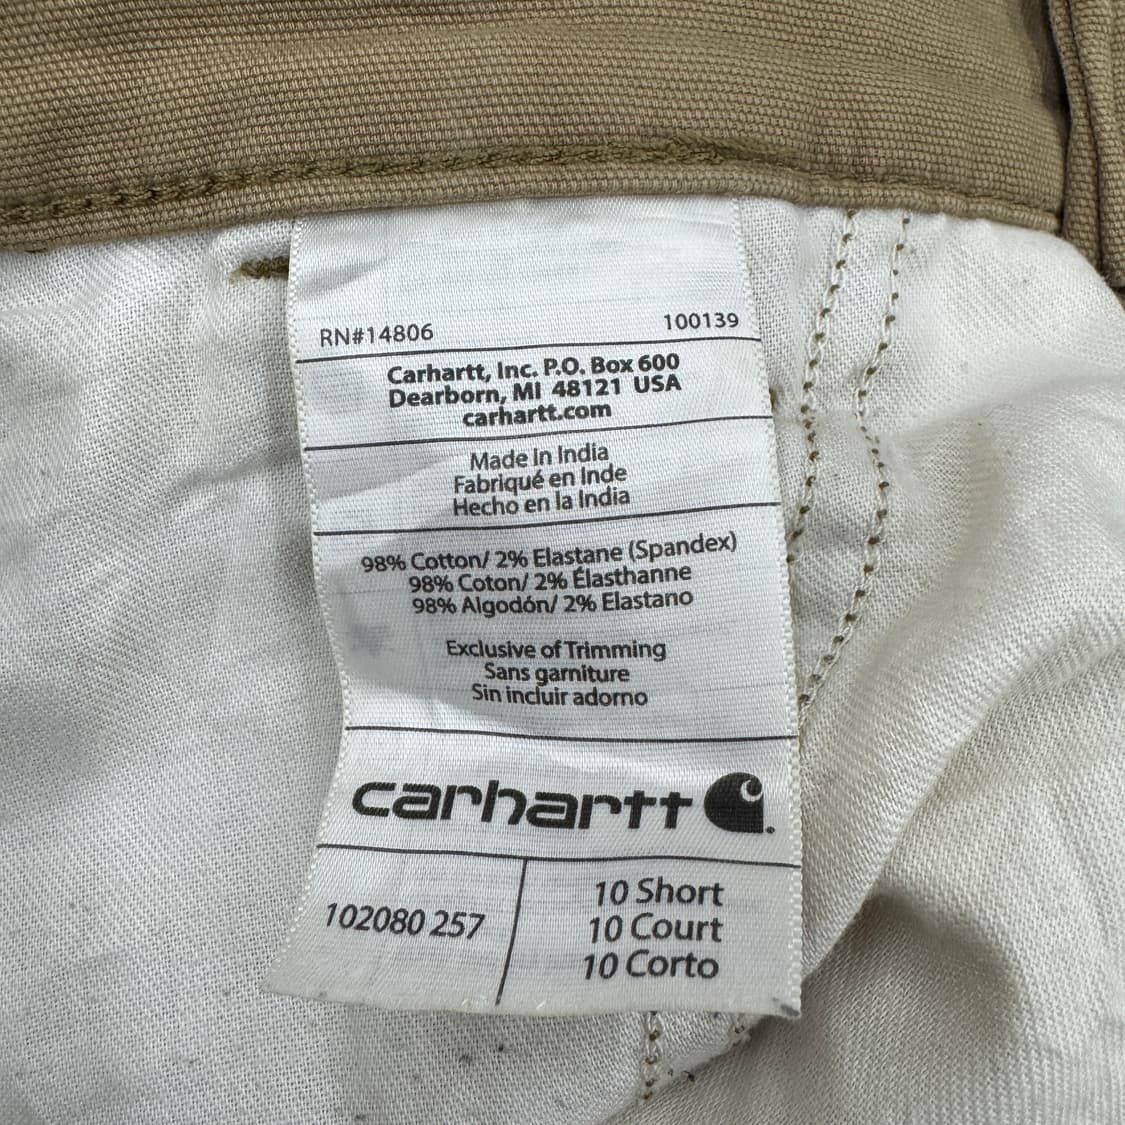 RN#14806 100139
Carhartt, Inc. P.O. Box 600
Dearborn, MI 48121 USA
carhartt.com
Made In India
Fabriqué en Inde
Hecho en la India
98% Cotton/ 2% Elastane (Spandex)
98% Coton/ 2% Élasthanne
98% Algodón/ 2% Elastano
Exclusive of Trimming
Sans garniture
Sin incluir adorno
carhartt
102080 257
10 Short
10 Court
10 Corto